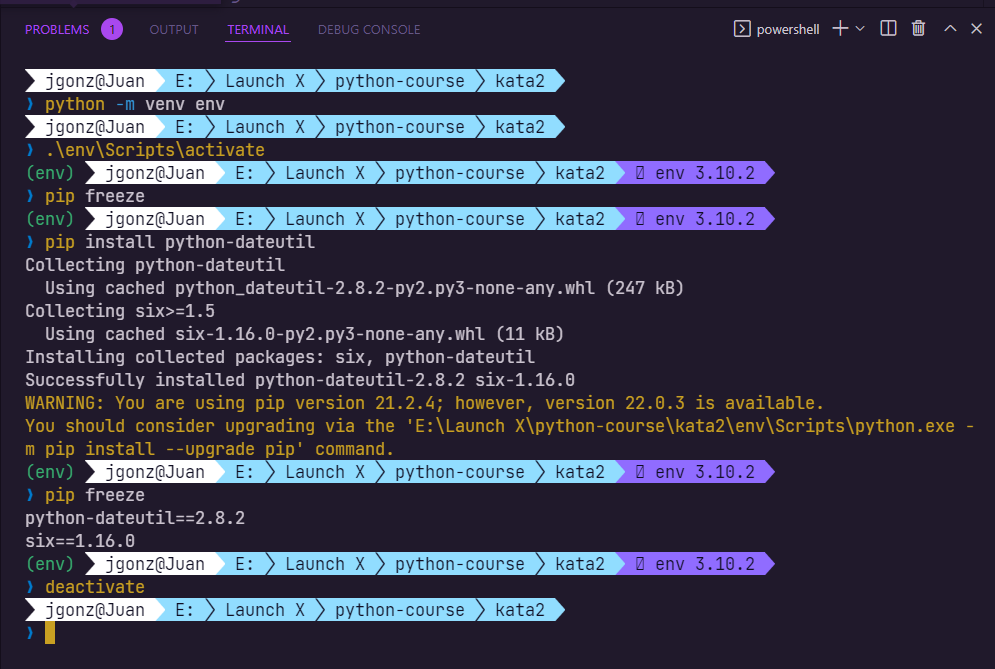 PROBLEMS 1 OUTPUT TERMINAL DEBUG CONSOLE powershell
jgonz@Juan E: Launch X python-course kata2
❯ python -m venv env
jgonz@Juan E: Launch X python-course kata2
❯ .\env\Scripts\activate
(env) jgonz@Juan E: Launch X python-course kata2 env 3.10.2
❯ pip freeze
(env) jgonz@Juan E: Launch X python-course kata2 env 3.10.2
❯ pip install python-dateutil
Collecting python-dateutil
  Using cached python_dateutil-2.8.2-py2.py3-none-any.whl (247 kB)
Collecting six>=1.5
  Using cached six-1.16.0-py2.py3-none-any.whl (11 kB)
Installing collected packages: six, python-dateutil
Successfully installed python-dateutil-2.8.2 six-1.16.0
WARNING: You are using pip version 21.2.4; however, version 22.0.3 is available.
You should consider upgrading via the 'E:\Launch X\python-course\kata2\env\Scripts\python.exe -
m pip install --upgrade pip' command.
(env) jgonz@Juan E: Launch X python-course kata2 env 3.10.2
❯ pip freeze
python-dateutil==2.8.2
six==1.16.0
(env) jgonz@Juan E: Launch X python-course kata2 env 3.10.2
❯ deactivate
jgonz@Juan E: Launch X python-course kata2
❯